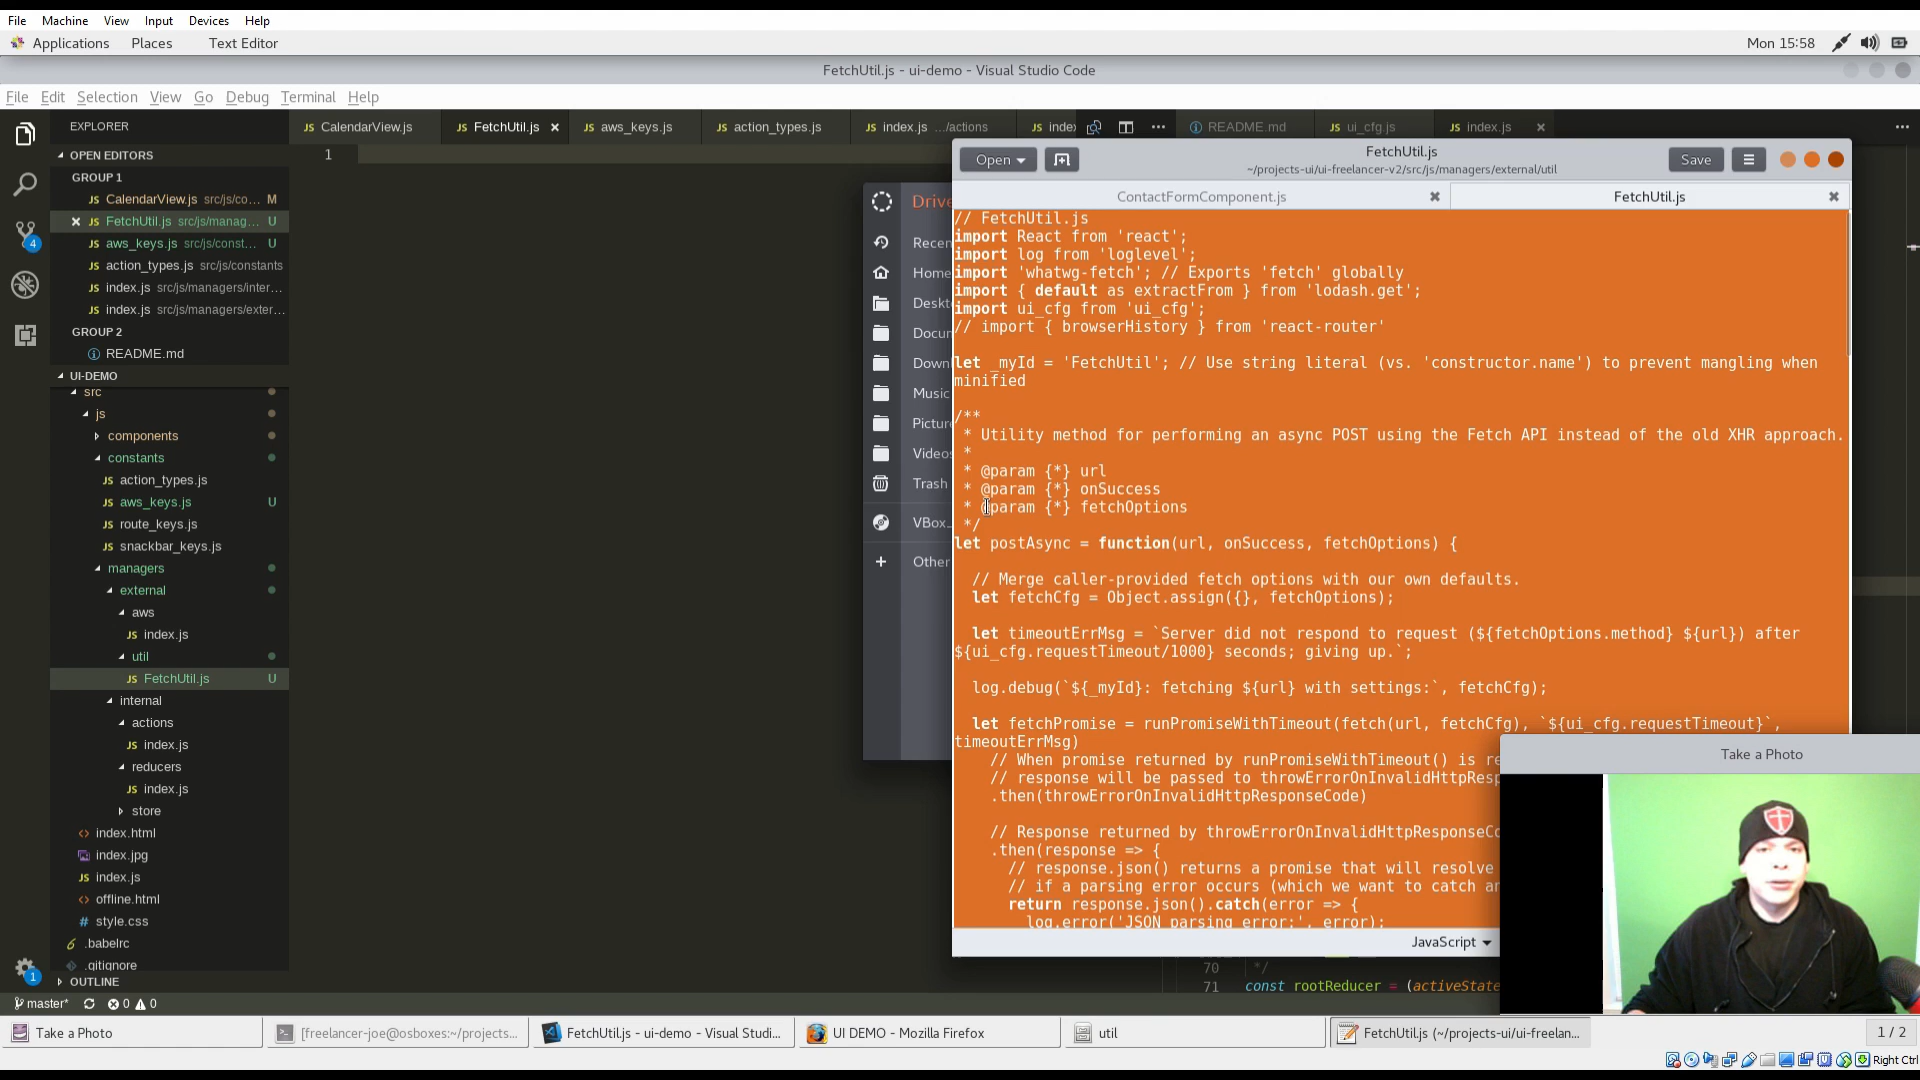 File Machine View Input Devices Help
Applications Places Text Editor Mon 15:58
FetchUtil.js - ui-demo - Visual Studio Code
File Edit Selection View Go Debug Terminal Help
EXPLORER
OPEN EDITORS
GROUP 1
JS CalendarView.js src/js/co... M
JS FetchUtil.js src/js/manag... U
JS aws_keys.js src/js/const... U
JS action_types.js src/js/constants
JS index.js src/js/managers/inter...
JS index.js src/js/managers/exter...
GROUP 2
README.md
UI-DEMO
src
js
components
constants
JS action_types.js
JS aws_keys.js U
JS route_keys.js
JS snackbar_keys.js
managers
external
aws
JS index.js
util
JS FetchUtil.js U
internal
actions
JS index.js
reducers
JS index.js
store
index.html
index.jpg
JS index.js
offline.html
# style.css
.babelrc
.gitignore
OUTLINE
4
1
JS CalendarView.js JS FetchUtil.js JS aws_keys.js JS action_types.js JS index.js .../actions JS index README.md JS ui_cfg.js JS index.js
1
Drive
Recen
Home
Deskt
Docum
Down
Music
Picture
Videos
Trash
VBox_
Other
Open FetchUtil.js Save
~/projects-ui/ui-freelancer-v2/src/js/managers/external/util
ContactFormComponent.js FetchUtil.js
// FetchUtil.js
import React from 'react';
import log from 'loglevel';
import 'whatwg-fetch'; // Exports 'fetch' globally
import { default as extractFrom } from 'lodash.get';
import ui_cfg from 'ui_cfg';
// import { browserHistory } from 'react-router'
let _myId = 'FetchUtil'; // Use string literal (vs. 'constructor.name') to prevent mangling when
minified
/**
* Utility method for performing an async POST using the Fetch API instead of the old XHR approach.
*
* @param {*} url
* @param {*} onSuccess
* @param {*} fetchOptions
*/
let postAsync = function(url, onSuccess, fetchOptions) {
// Merge caller-provided fetch options with our own defaults.
let fetchCfg = Object.assign({}, fetchOptions);
let timeoutErrMsg = `Server did not respond to request (${fetchOptions.method} ${url}) after
${ui_cfg.requestTimeout/1000} seconds; giving up.`;
log.debug(`${_myId}: fetching ${url} with settings:`, fetchCfg);
let fetchPromise = runPromiseWithTimeout(fetch(url, fetchCfg), `${ui_cfg.requestTimeout}`,
timeoutErrMsg)
// When promise returned by runPromiseWithTimeout() is re
// response will be passed to throwErrorOnInvalidHttpResp
.then(throwErrorOnInvalidHttpResponseCode)
// Response returned by throwErrorOnInvalidHttpResponseCo
.then(response => {
// response.json() returns a promise that will resolve
// if a parsing error occurs (which we want to catch an
return response.json().catch(error => {
log.error('JSON parsing error:', error);
JavaScript
Take a Photo
70 */
71 const rootReducer = (activeState
master* 0 0
Take a Photo [freelancer-joe@osboxes:~/projects... FetchUtil.js - ui-demo - Visual Studi... UI DEMO - Mozilla Firefox util FetchUtil.js (~/projects-ui/ui-freelan... 1 / 2
Right Ctrl